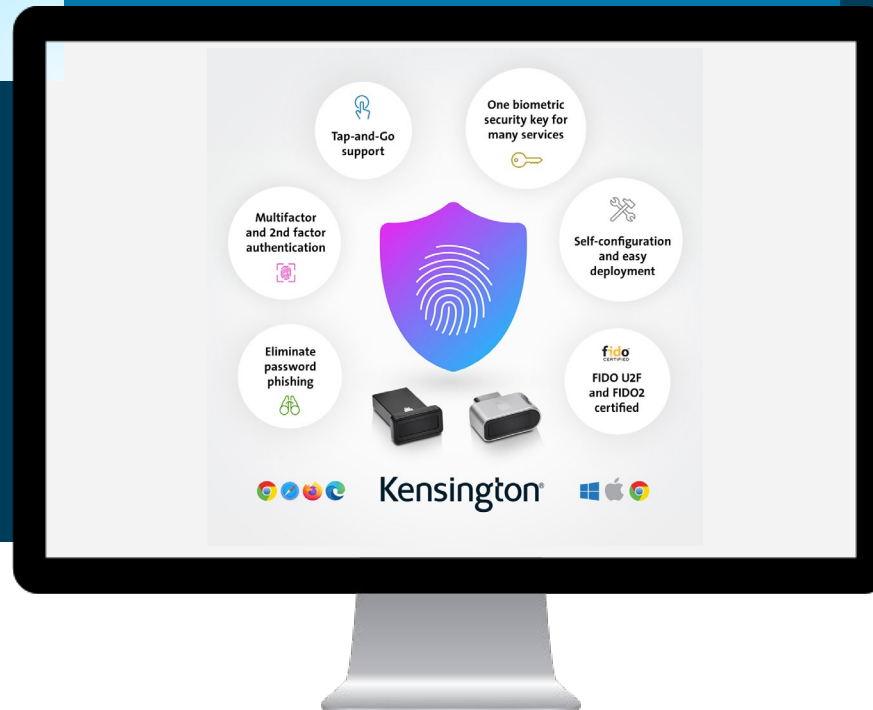 Tap-and-Go
support
One biometric
security key for
many services
Multifactor
and 2nd factor
authentication
Self-configuration
and easy
deployment
Eliminate
password
phishing
fido
CERTIFIED
FIDO U2F
and FIDO2
certified
Kensington®